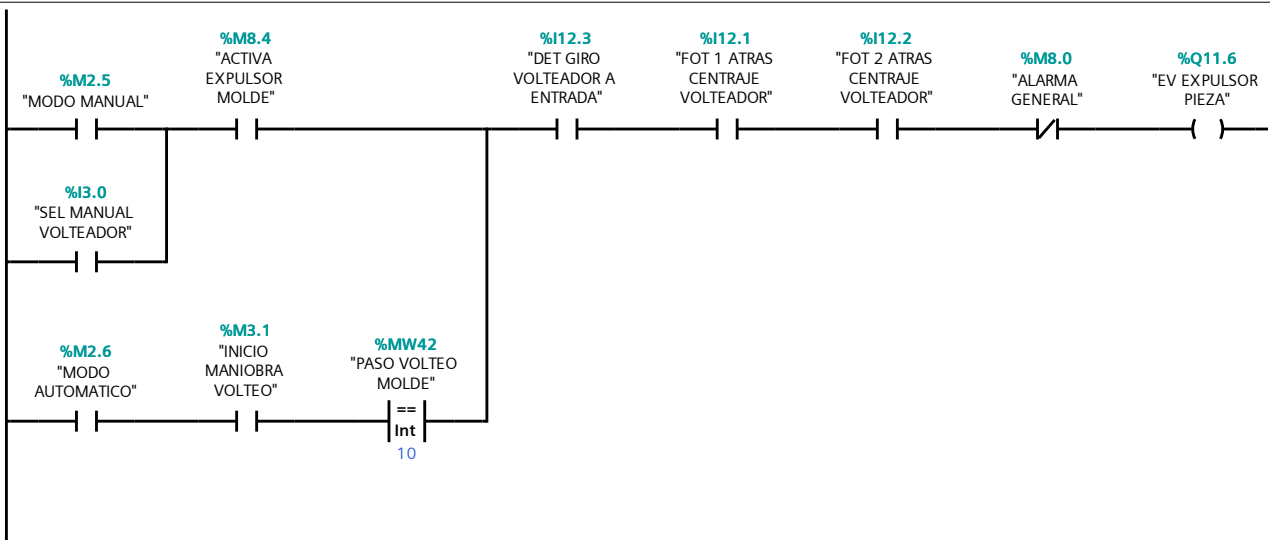 %M2.5
"MODO MANUAL"
%M8.4
"ACTIVA
EXPULSOR
MOLDE"
%I12.3
"DET GIRO
VOLTEADOR A
ENTRADA"
%I12.1
"FOT 1 ATRAS
CENTRAJE
VOLTEADOR"
%I12.2
"FOT 2 ATRAS
CENTRAJE
VOLTEADOR"
%M8.0
"ALARMA
GENERAL"
%Q11.6
"EV EXPULSOR
PIEZA"
%I3.0
"SEL MANUAL
VOLTEADOR"
%M2.6
"MODO
AUTOMATICO"
%M3.1
"INICIO
MANIOBRA
VOLTEO"
%MW42
"PASO VOLTEO
MOLDE"
==
Int
10